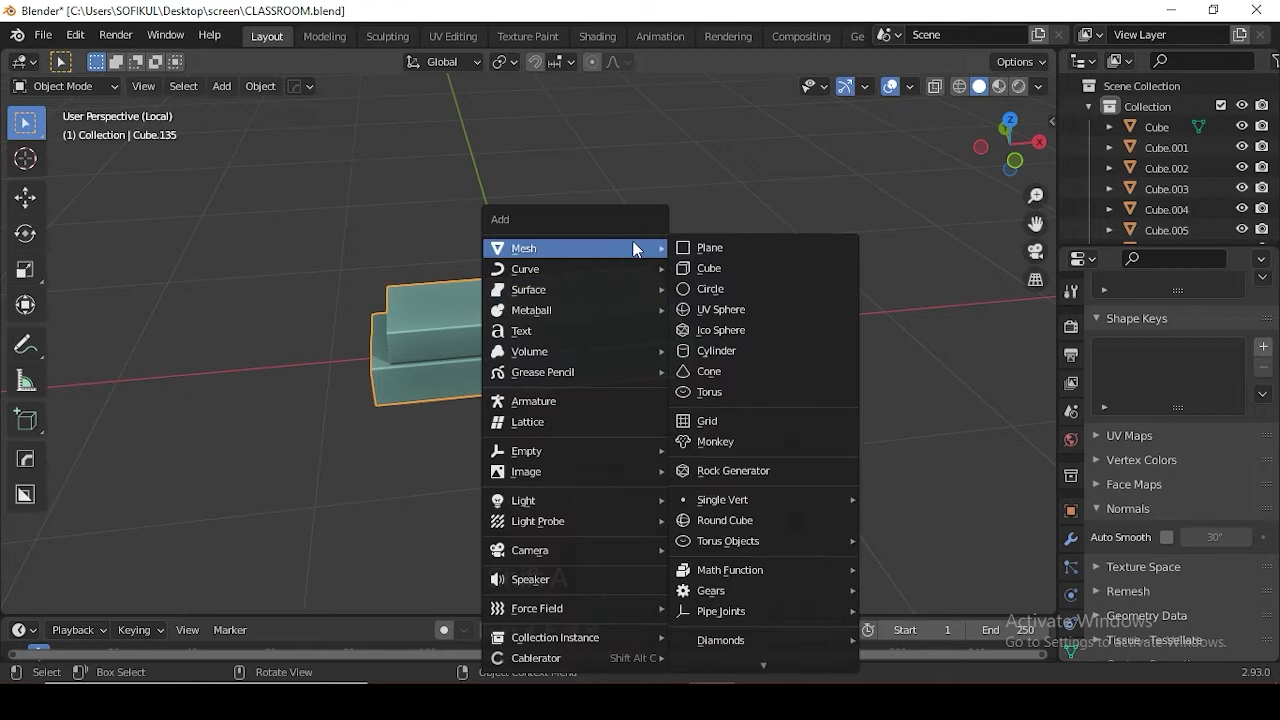 Blender* [C:\Users\SOFIKUL\Desktop\screen\CLASSROOM.blend]
File Edit Render Window Help Layout Modeling Sculpting UV Editing Texture Paint Shading Animation Rendering Compositing Ge Scene View Layer
Global Options
Object Mode View Select Add Object
User Perspective (Local)
(1) Collection | Cube.135
Z
X
Scene Collection
Collection
Cube
Cube.001
Cube.002
Cube.003
Cube.004
Cube.005
Add
Mesh
Curve
Surface
Metaball
Text
Volume
Grease Pencil
Armature
Lattice
Empty
Image
Light
Light Probe
Camera
Speaker
Force Field
Collection Instance
Cablerator Shift Alt C
Plane
Cube
Circle
UV Sphere
Ico Sphere
Cylinder
Cone
Torus
Grid
Monkey
Rock Generator
Single Vert
Round Cube
Torus Objects
Math Function
Gears
Pipe Joints
Diamonds
Shape Keys
UV Maps
Vertex Colors
Face Maps
Normals
Auto Smooth 30°
Texture Space
Remesh
Geometry Data
Activate Windows
Go to Settings to activate Windows.
Playback Keying View Marker Start 1 End 250
Select Box Select Rotate View Object Context Menu 2.93.0